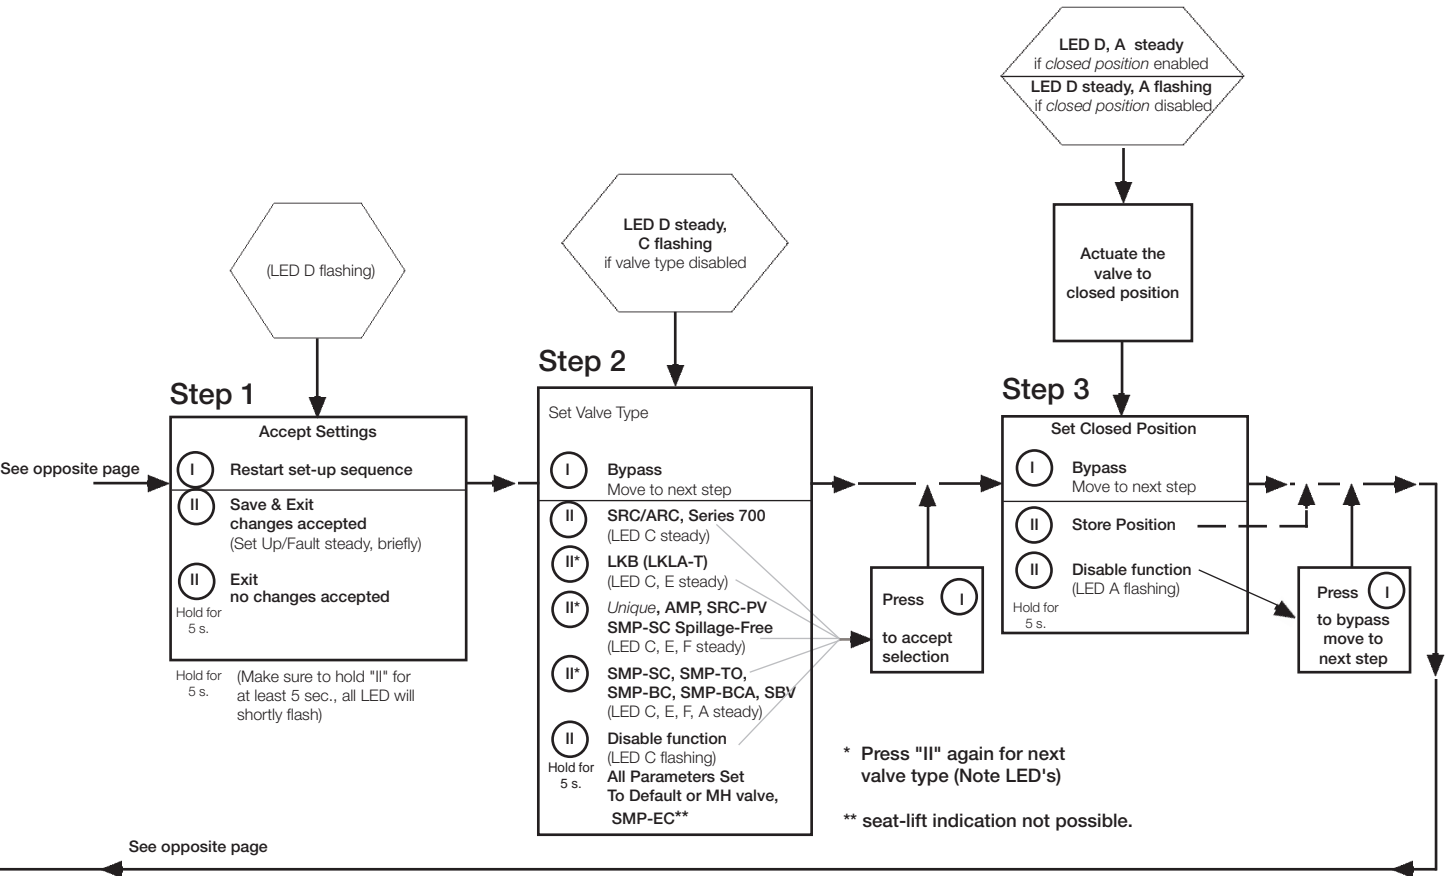 LED D, A steady
if closed position enabled
LED D steady, A flashing
if closed position disabled
LED D steady,
C flashing
if valve type disabled
(LED D flashing)
Actuate the
valve to
closed position
Step 1
Accept Settings
See opposite page
I
Restart set-up sequence
II
Save & Exit
changes accepted
(Set Up/Fault steady, briefly)
II
Exit
no changes accepted
Hold for
5 s.
Hold for
5 s.
(Make sure to hold "II" for
at least 5 sec., all LED will
shortly flash)
Step 2
Set Valve Type
I
Bypass
Move to next step
II
SRC/ARC, Series 700
(LED C steady)
II*
LKB (LKLA-T)
(LED C, E steady)
II*
Unique, AMP, SRC-PV
SMP-SC Spillage-Free
(LED C, E, F steady)
II*
SMP-SC, SMP-TO,
SMP-BC, SMP-BCA, SBV
(LED C, E, F, A steady)
II
Disable function
(LED C flashing)
Hold for
5 s.
All Parameters Set
To Default or MH valve,
SMP-EC**
Press I
to accept
selection
Step 3
Set Closed Position
I
Bypass
Move to next step
II
Store Position
II
Disable function
(LED A flashing)
Hold for
5 s.
Press I
to bypass
move to
next step
* Press "II" again for next
valve type (Note LED's)
** seat-lift indication not possible.
See opposite page